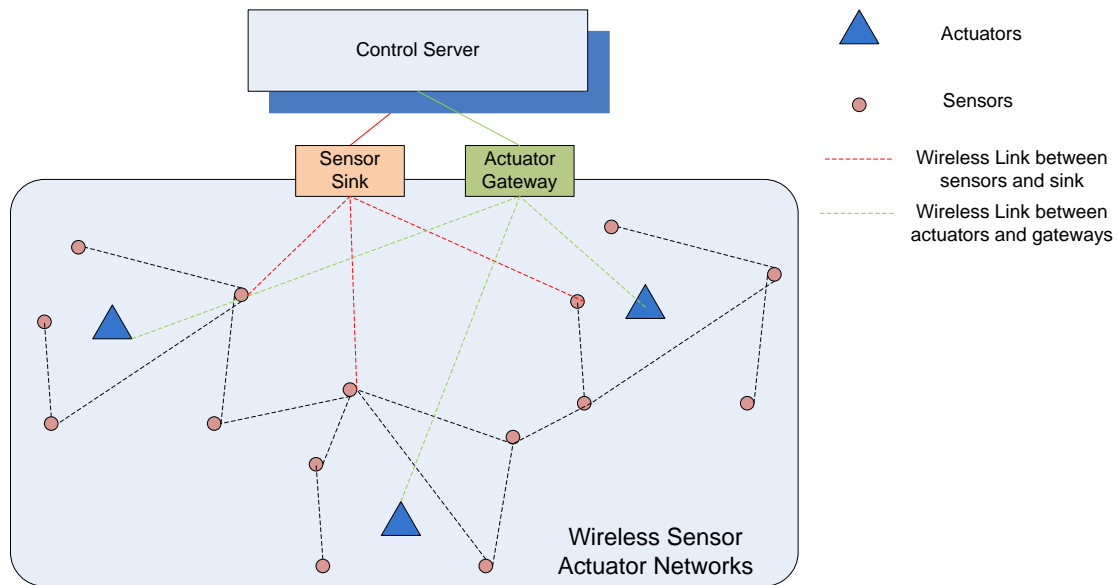 Control Server
Actuators
Sensors
Sensor
Sink
Actuator
Gateway
Wireless Link between
sensors and sink
Wireless Link between
actuators and gateways
Wireless Sensor
Actuator Networks